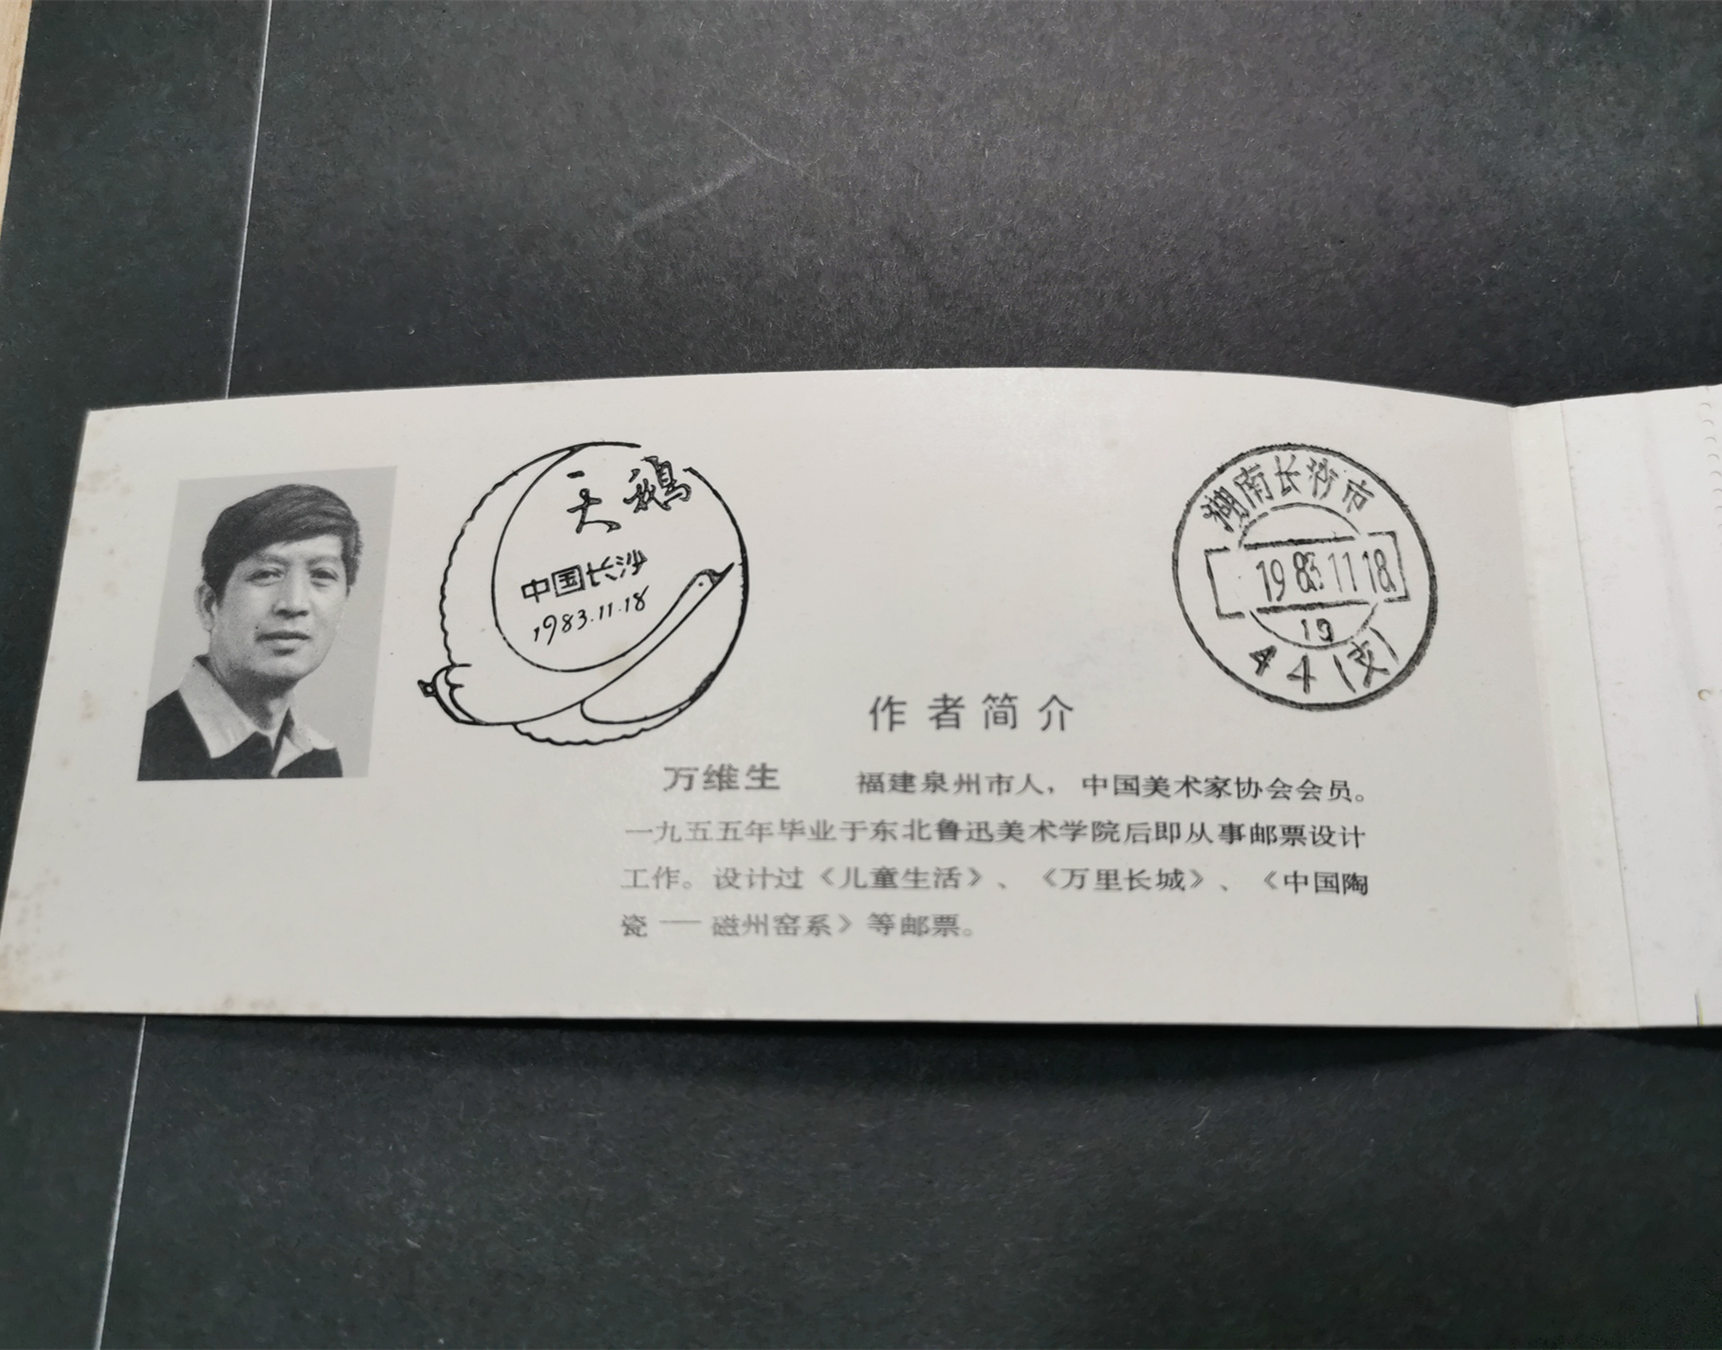 天鹅
中国长沙
1983.11.18
湖南长沙市
1983.11.18.
19
44(支)
作者简介
万维生 福建泉州市人，中国美术家协会会员。
一九五五年毕业于东北鲁迅美术学院后即从事邮票设计
工作。设计过《儿童生活》、《万里长城》、《中国陶
瓷——磁州窑系》等邮票。